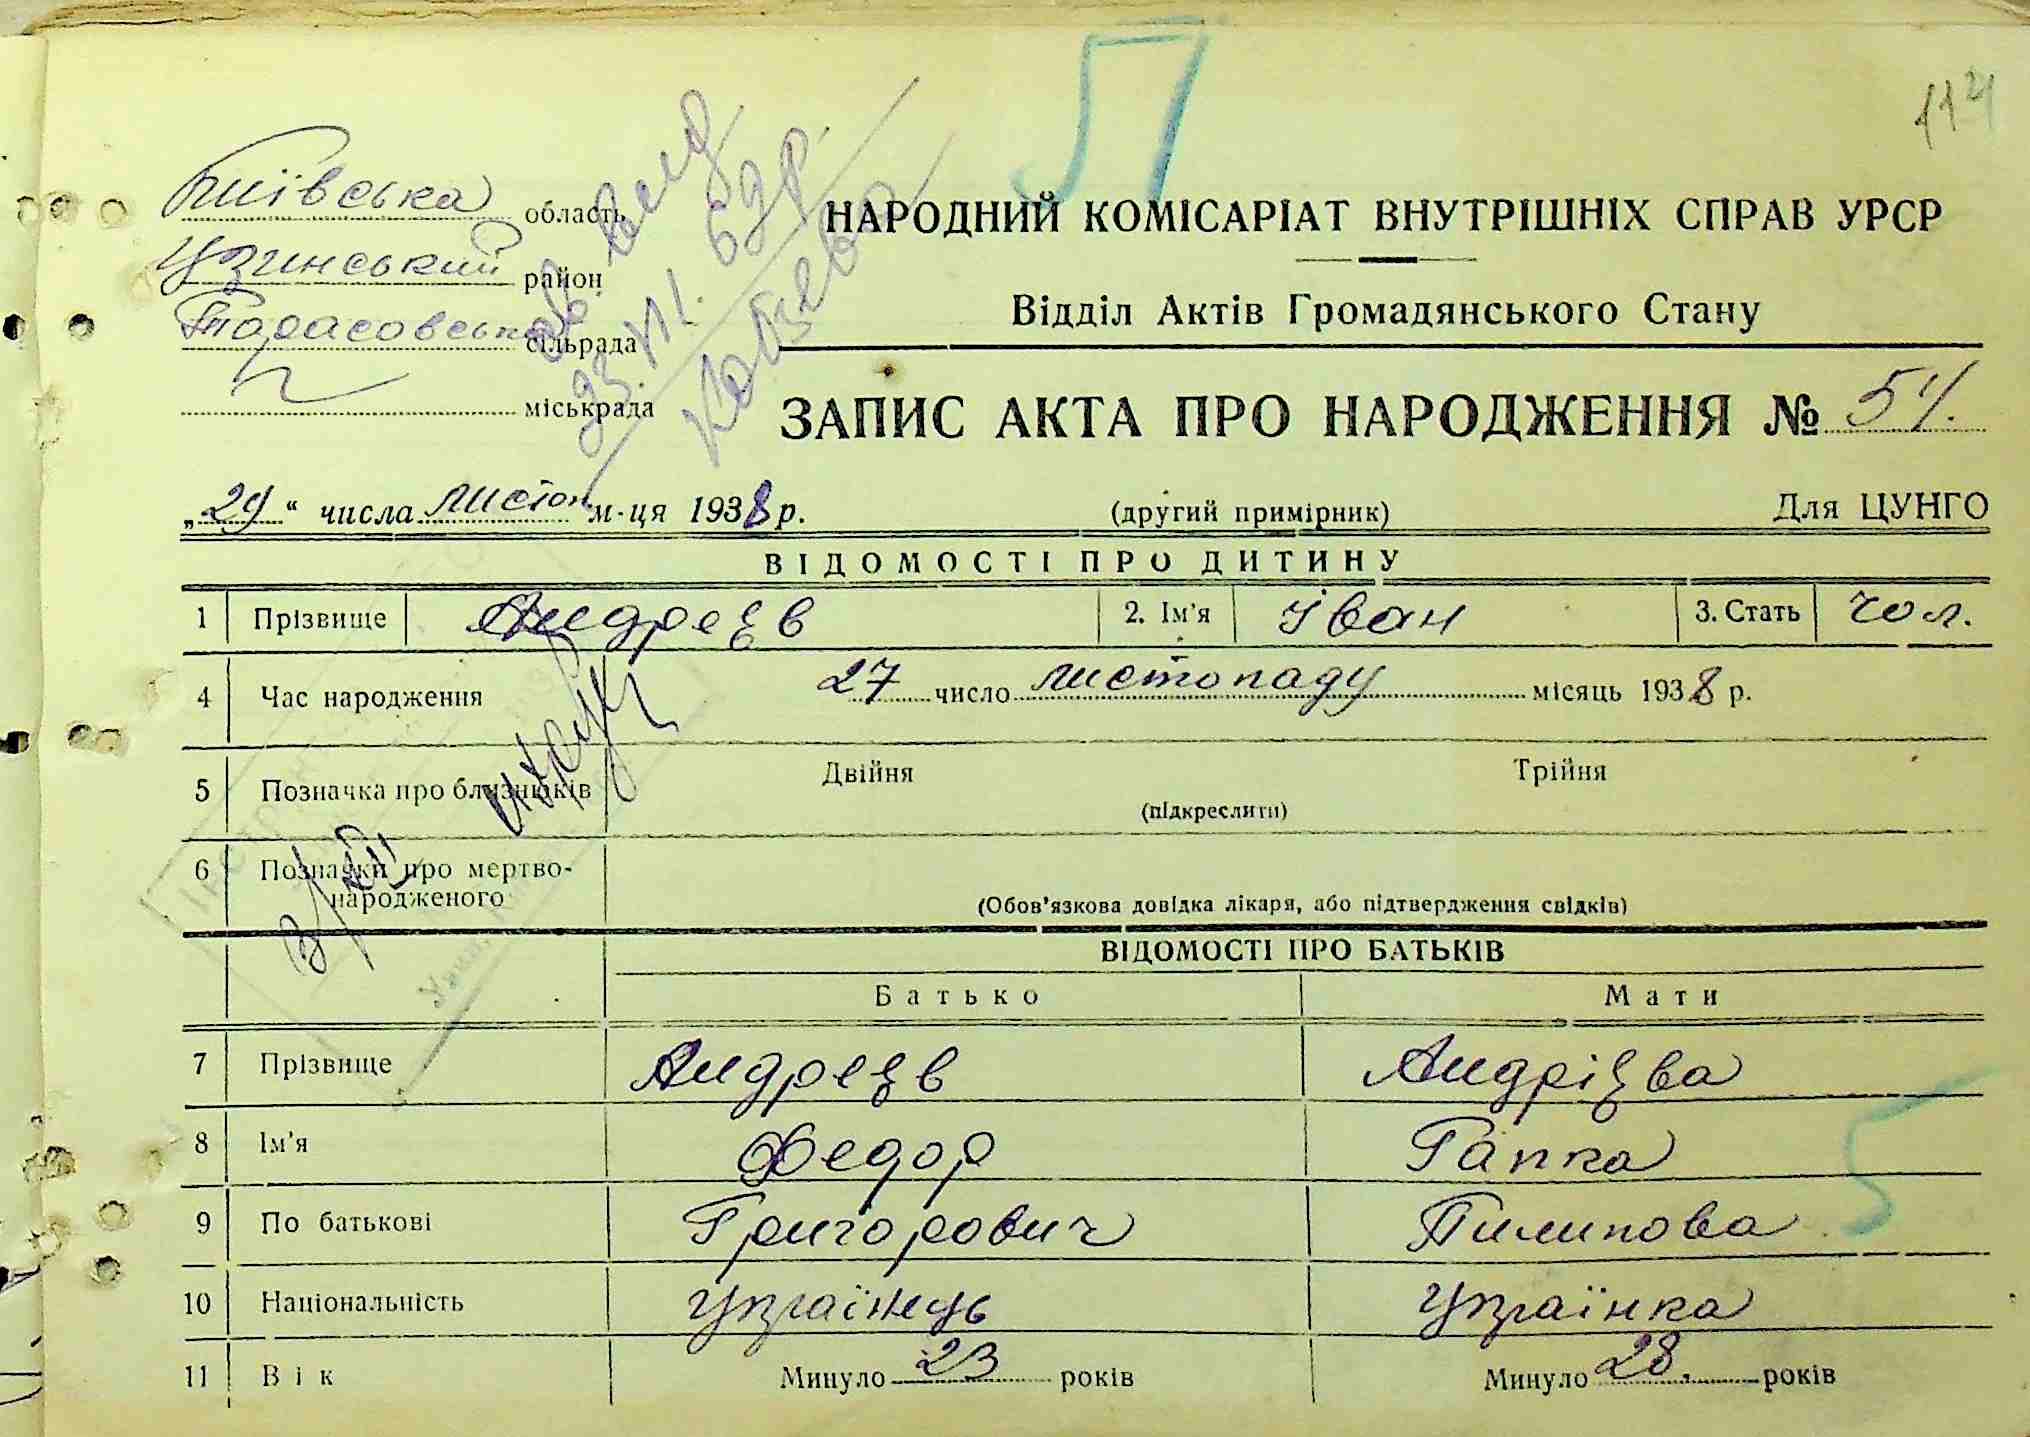 114
Київська область
Узинський район
Тарасовська сільрада
міськрада
НАРОДНИЙ КОМІСАРІАТ ВНУТРІШНІХ СПРАВ УРСР
Відділ Актів Громадянського Стану
ЗАПИС АКТА ПРО НАРОДЖЕННЯ № 57.
„29“ числа листоп м-ця 1938 р. (другий примірник) Для ЦУНГО
ВІДОМОСТІ ПРО ДИТИНУ
1 Прізвище Андреєв 2. Ім'я Іван 3. Стать чол.
4 Час народження 27 число листопаду місяць 1938 р.
5 Позначка про близнюків Двійня Трійня
(підкреслити)
6 Позначки про мертво-
народженого
(Обов'язкова довідка лікаря, або підтвердження свідків)
ВІДОМОСТІ ПРО БАТЬКІВ
Батько Мати
7 Прізвище Андреєв Андрієва
8 Ім'я Федор Гапка
9 По батькові Григорович Пилипова
10 Національність Українець Українка
11 Вік Минуло 23 років Минуло 28. років